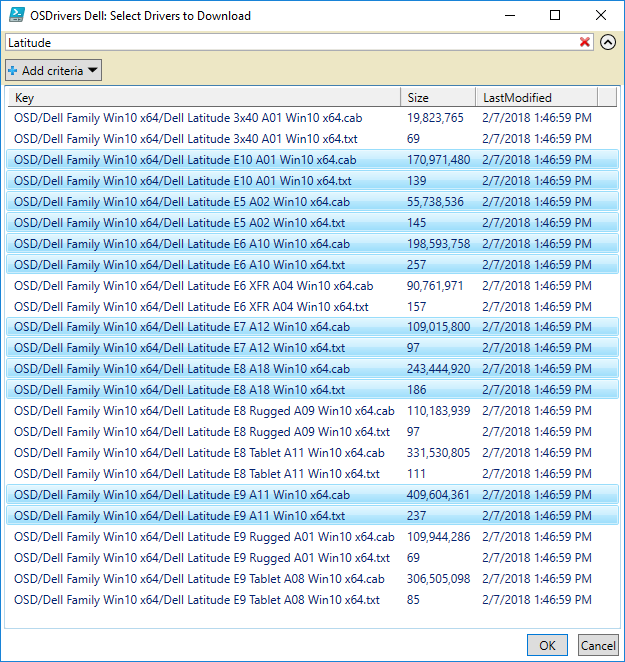 OSDrivers Dell: Select Drivers to Download
Latitude
Add criteria
Key Size LastModified
OSD/Dell Family Win10 x64/Dell Latitude 3x40 A01 Win10 x64.cab 19,823,765 2/7/2018 1:46:59 PM
OSD/Dell Family Win10 x64/Dell Latitude 3x40 A01 Win10 x64.txt 69 2/7/2018 1:46:59 PM
OSD/Dell Family Win10 x64/Dell Latitude E10 A01 Win10 x64.cab 170,971,480 2/7/2018 1:46:59 PM
OSD/Dell Family Win10 x64/Dell Latitude E10 A01 Win10 x64.txt 139 2/7/2018 1:46:59 PM
OSD/Dell Family Win10 x64/Dell Latitude E5 A02 Win10 x64.cab 55,738,536 2/7/2018 1:46:59 PM
OSD/Dell Family Win10 x64/Dell Latitude E5 A02 Win10 x64.txt 145 2/7/2018 1:46:59 PM
OSD/Dell Family Win10 x64/Dell Latitude E6 A10 Win10 x64.cab 198,593,758 2/7/2018 1:46:59 PM
OSD/Dell Family Win10 x64/Dell Latitude E6 A10 Win10 x64.txt 257 2/7/2018 1:46:59 PM
OSD/Dell Family Win10 x64/Dell Latitude E6 XFR A04 Win10 x64.cab 90,761,971 2/7/2018 1:46:59 PM
OSD/Dell Family Win10 x64/Dell Latitude E6 XFR A04 Win10 x64.txt 157 2/7/2018 1:46:59 PM
OSD/Dell Family Win10 x64/Dell Latitude E7 A12 Win10 x64.cab 109,015,800 2/7/2018 1:46:59 PM
OSD/Dell Family Win10 x64/Dell Latitude E7 A12 Win10 x64.txt 97 2/7/2018 1:46:59 PM
OSD/Dell Family Win10 x64/Dell Latitude E8 A18 Win10 x64.cab 243,444,920 2/7/2018 1:46:59 PM
OSD/Dell Family Win10 x64/Dell Latitude E8 A18 Win10 x64.txt 186 2/7/2018 1:46:59 PM
OSD/Dell Family Win10 x64/Dell Latitude E8 Rugged A09 Win10 x64.cab 110,183,939 2/7/2018 1:46:59 PM
OSD/Dell Family Win10 x64/Dell Latitude E8 Rugged A09 Win10 x64.txt 97 2/7/2018 1:46:59 PM
OSD/Dell Family Win10 x64/Dell Latitude E8 Tablet A11 Win10 x64.cab 331,530,805 2/7/2018 1:46:59 PM
OSD/Dell Family Win10 x64/Dell Latitude E8 Tablet A11 Win10 x64.txt 111 2/7/2018 1:46:59 PM
OSD/Dell Family Win10 x64/Dell Latitude E9 A11 Win10 x64.cab 409,604,361 2/7/2018 1:46:59 PM
OSD/Dell Family Win10 x64/Dell Latitude E9 A11 Win10 x64.txt 237 2/7/2018 1:46:59 PM
OSD/Dell Family Win10 x64/Dell Latitude E9 Rugged A01 Win10 x64.cab 109,944,286 2/7/2018 1:46:59 PM
OSD/Dell Family Win10 x64/Dell Latitude E9 Rugged A01 Win10 x64.txt 69 2/7/2018 1:46:59 PM
OSD/Dell Family Win10 x64/Dell Latitude E9 Tablet A08 Win10 x64.cab 306,505,098 2/7/2018 1:46:59 PM
OSD/Dell Family Win10 x64/Dell Latitude E9 Tablet A08 Win10 x64.txt 85 2/7/2018 1:46:59 PM
OK Cancel